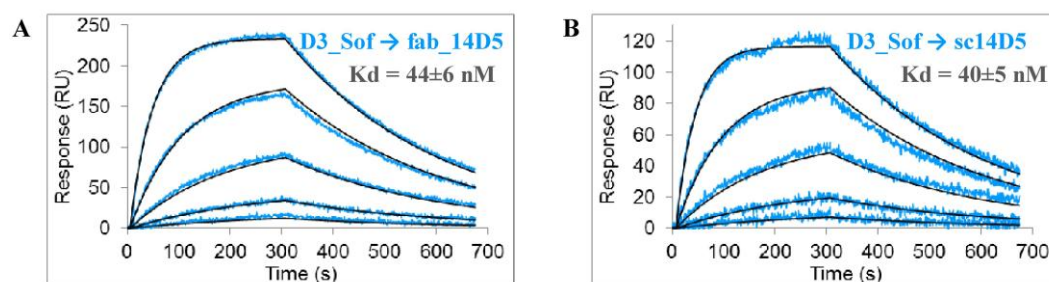 A
D3_Sof → fab_14D5
Kd = 44±6 nM
Response (RU)
250
200
150
100
50
0
0 100 200 300 400 500 600 700
Time (s)
B
D3_Sof → sc14D5
Kd = 40±5 nM
Response (RU)
120
100
80
60
40
20
0
0 100 200 300 400 500 600 700
Time (s)